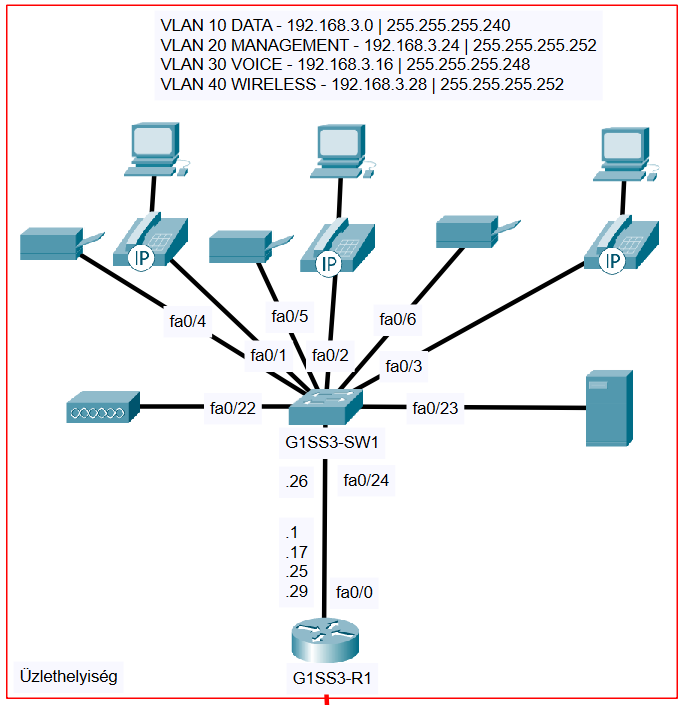 VLAN 10 DATA - 192.168.3.0 | 255.255.255.240
VLAN 20 MANAGEMENT - 192.168.3.24 | 255.255.255.252
VLAN 30 VOICE - 192.168.3.16 | 255.255.255.248
VLAN 40 WIRELESS - 192.168.3.28 | 255.255.255.252
IP
IP
IP
fa0/4
fa0/5
fa0/6
fa0/1
fa0/2
fa0/3
fa0/22
fa0/23
G1SS3-SW1
.26
fa0/24
.1
.17
.25
.29
fa0/0
Üzlethelyiség
G1SS3-R1